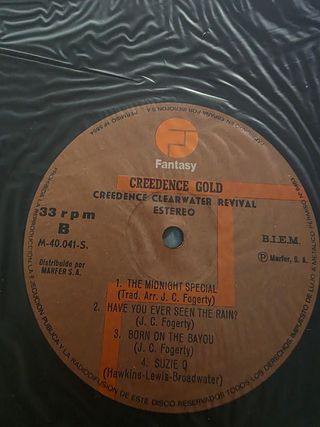 Fantasy
CREEDENCE GOLD
CREEDENCE CLEARWATER REVIVAL
ESTEREO
33 rpm
B
M-40.041-S.
Distribuido por
MARFER S.A.
B.I.E.M.
Ⓟ Marfer, S. A.
1. THE MIDNIGHT SPECIAL
(Trad. Arr. J. C. Fogerty)
2. HAVE YOU EVER SEEN THE RAIN?
(J. C. Fogerty)
3. BORN ON THE BAYOU
(J. C. Fogerty)
4. SUZIE Q
(Hawkins-Lewis-Broadwater)